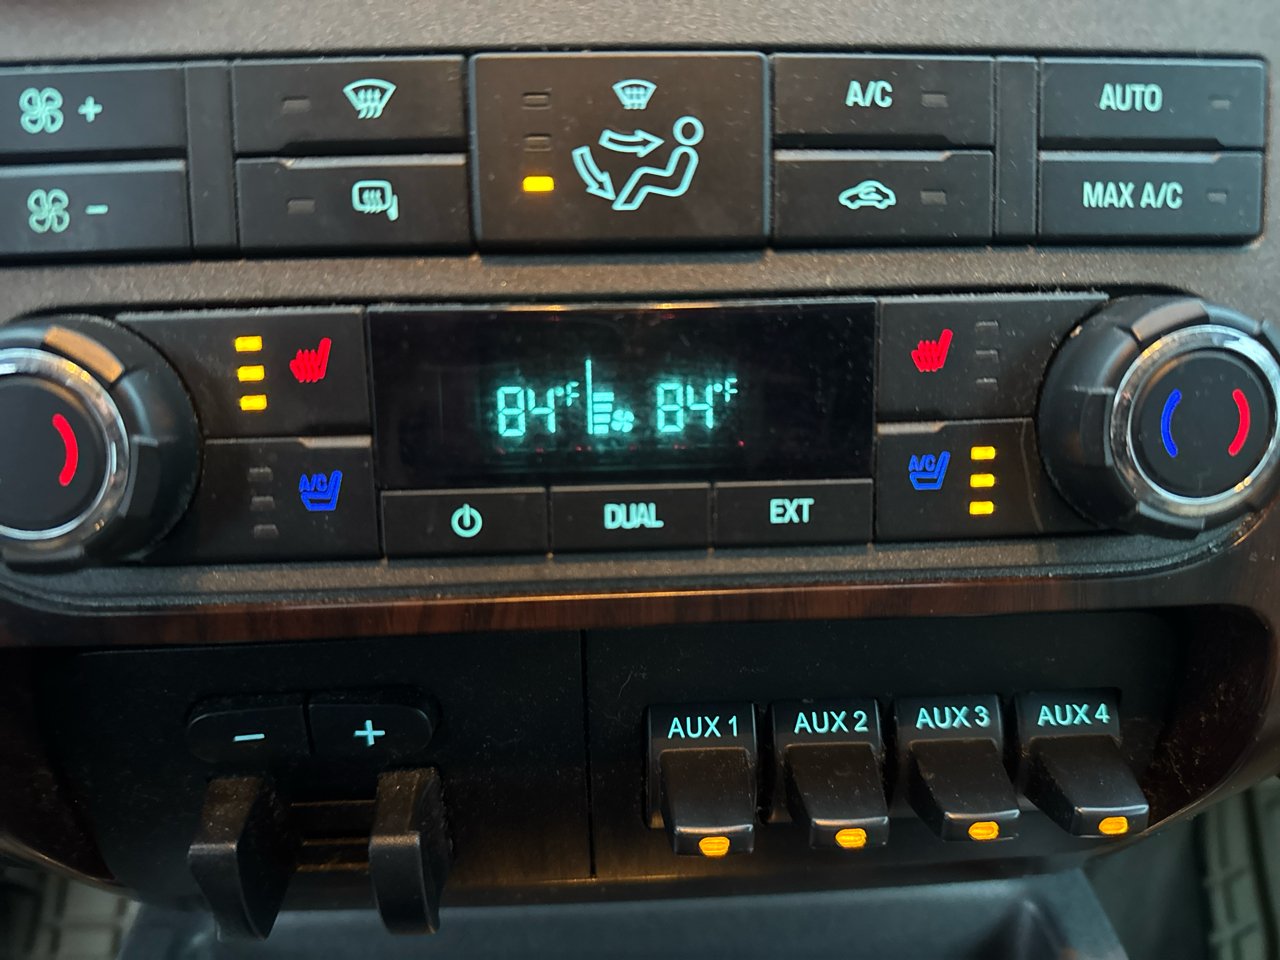 +
A/C
AUTO
-
MAX A/C
84°F 84°F
A/C
A/C
DUAL
EXT
- +
AUX 1 AUX 2 AUX 3 AUX 4